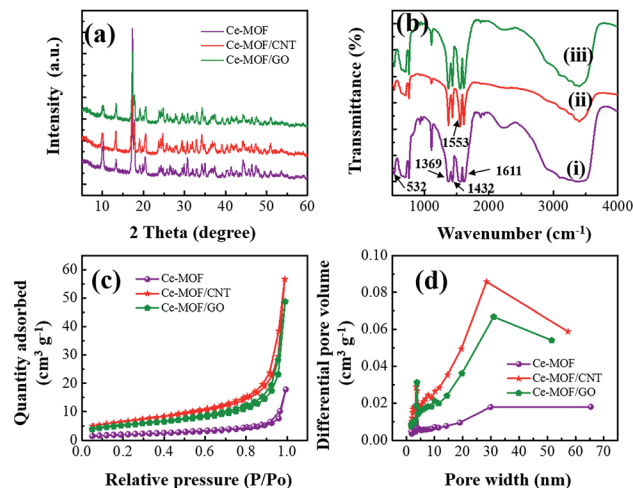 (a)
Ce-MOF
Ce-MOF/CNT
Ce-MOF/GO
Intensity (a.u.)
10 20 30 40 50 60
2 Theta (degree)
(b)
(iii)
(ii)
(i)
1553
1369
1611
532
1432
Transmittance (%)
1000 2000 3000 4000
Wavenumber (cm-1)
(c)
Ce-MOF
Ce-MOF/CNT
Ce-MOF/GO
Quantity adsorbed
(cm3 g-1)
60
50
40
30
20
10
0
0.0 0.2 0.4 0.6 0.8 1.0
Relative pressure (P/Po)
(d)
Ce-MOF
Ce-MOF/CNT
Ce-MOF/GO
Differential pore volume
(cm3 g-1)
0.10
0.08
0.06
0.04
0.02
0.00
0 10 20 30 40 50 60 70
Pore width (nm)